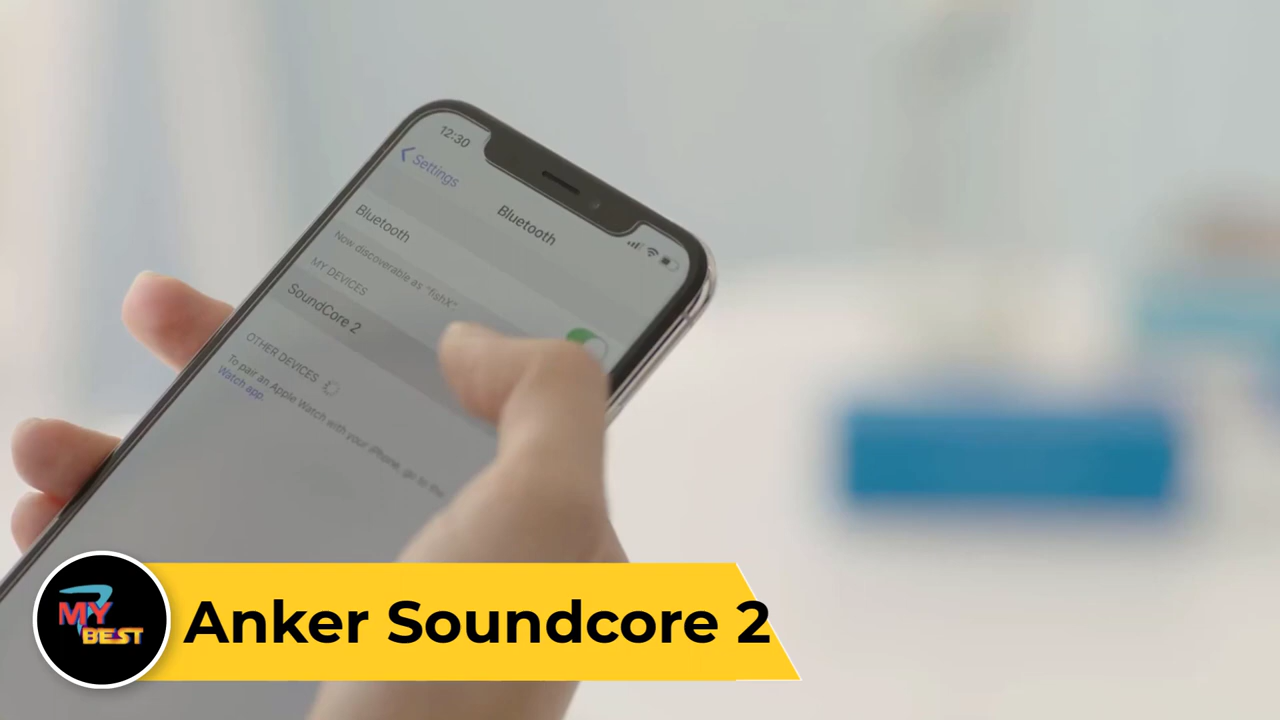 12:30
Settings
Bluetooth
Bluetooth
Now discoverable as "fishX"
MY DEVICES
SoundCore 2
OTHER DEVICES
To pair an Apple Watch with your iPhone, go to the
Watch app.
MY
BEST
Anker Soundcore 2